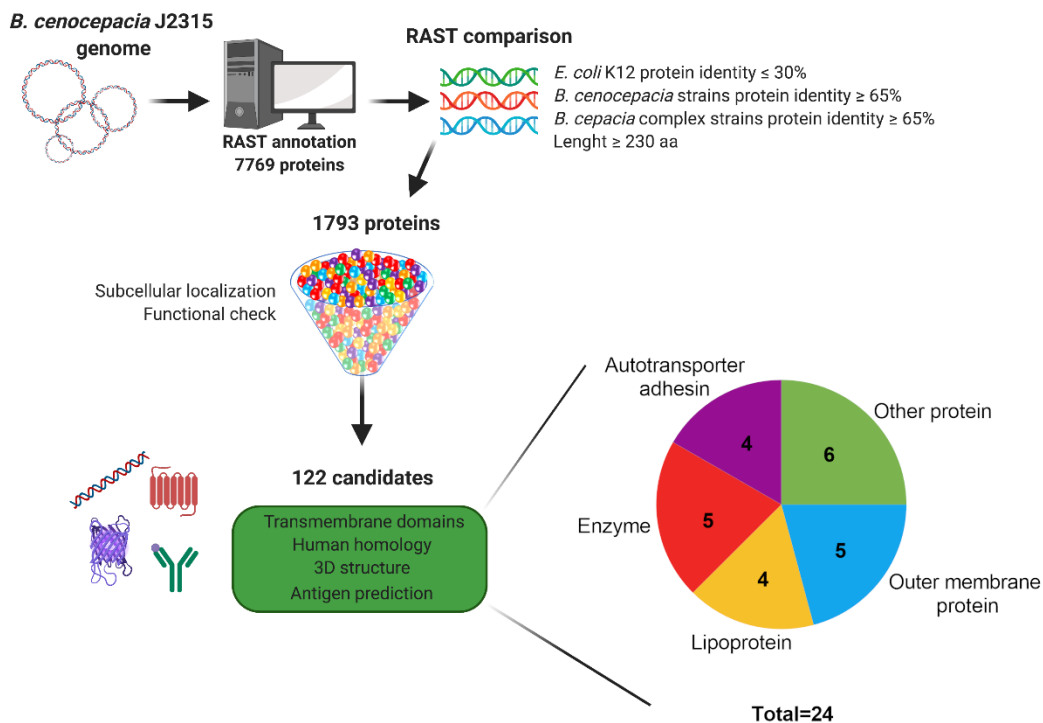 B. cenocepacia J2315
genome
RAST annotation
7769 proteins
RAST comparison
E. coli K12 protein identity ≤ 30%
B. cenocepacia strains protein identity ≥ 65%
B. cepacia complex strains protein identity ≥ 65%
Lenght ≥ 230 aa
1793 proteins
Subcellular localization
Functional check
122 candidates
Transmembrane domains
Human homology
3D structure
Antigen prediction
Autotransporter
adhesin
4
Other protein
6
Enzyme
5
Outer membrane
protein
5
Lipoprotein
4
Total=24